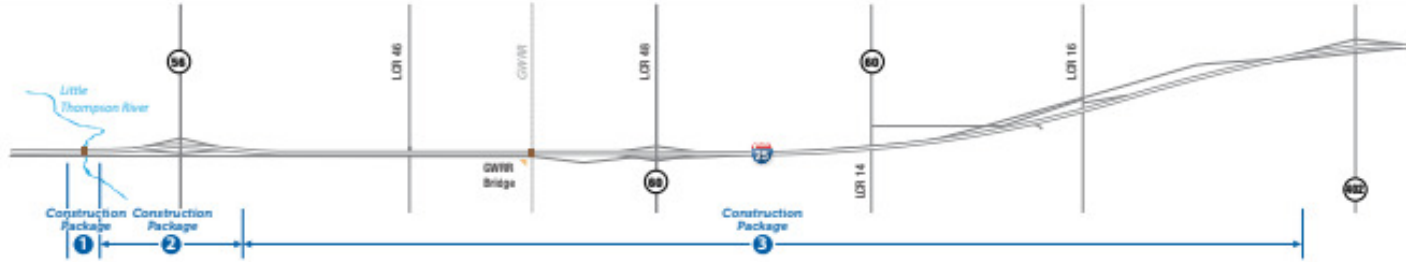 56
LCR 46
GWRR
LCR 48
60
LCR 16
Little
Thompson River
25
GWRR
Bridge
60
LCR 14
402
Construction
Package
1
Construction
Package
2
Construction
Package
3